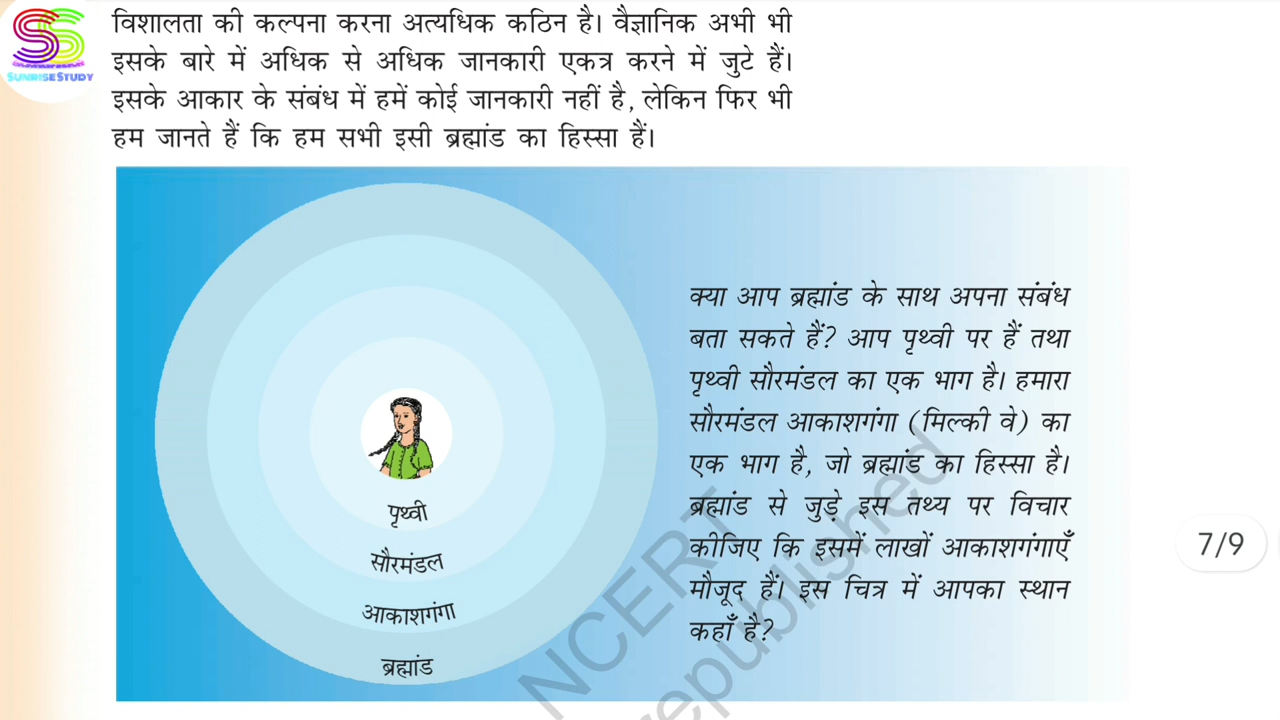 विशालता की कल्पना करना अत्यधिक कठिन है। वैज्ञानिक अभी भी
इसके बारे में अधिक से अधिक जानकारी एकत्र करने में जुटे हैं।
इसके आकार के संबंध में हमें कोई जानकारी नहीं है, लेकिन फिर भी
हम जानते हैं कि हम सभी इसी ब्रह्मांड का हिस्सा हैं।
SS
SUNRISE STUDY
पृथ्वी
सौरमंडल
आकाशगंगा
ब्रह्मांड
क्या आप ब्रह्मांड के साथ अपना संबंध
बता सकते हैं? आप पृथ्वी पर हैं तथा
पृथ्वी सौरमंडल का एक भाग है। हमारा
सौरमंडल आकाशगंगा (मिल्की वे) का
एक भाग है, जो ब्रह्मांड का हिस्सा है।
ब्रह्मांड से जुड़े इस तथ्य पर विचार
कीजिए कि इसमें लाखों आकाशगंगाएँ
मौजूद हैं। इस चित्र में आपका स्थान
कहाँ है?
NCERT
republished
7/9